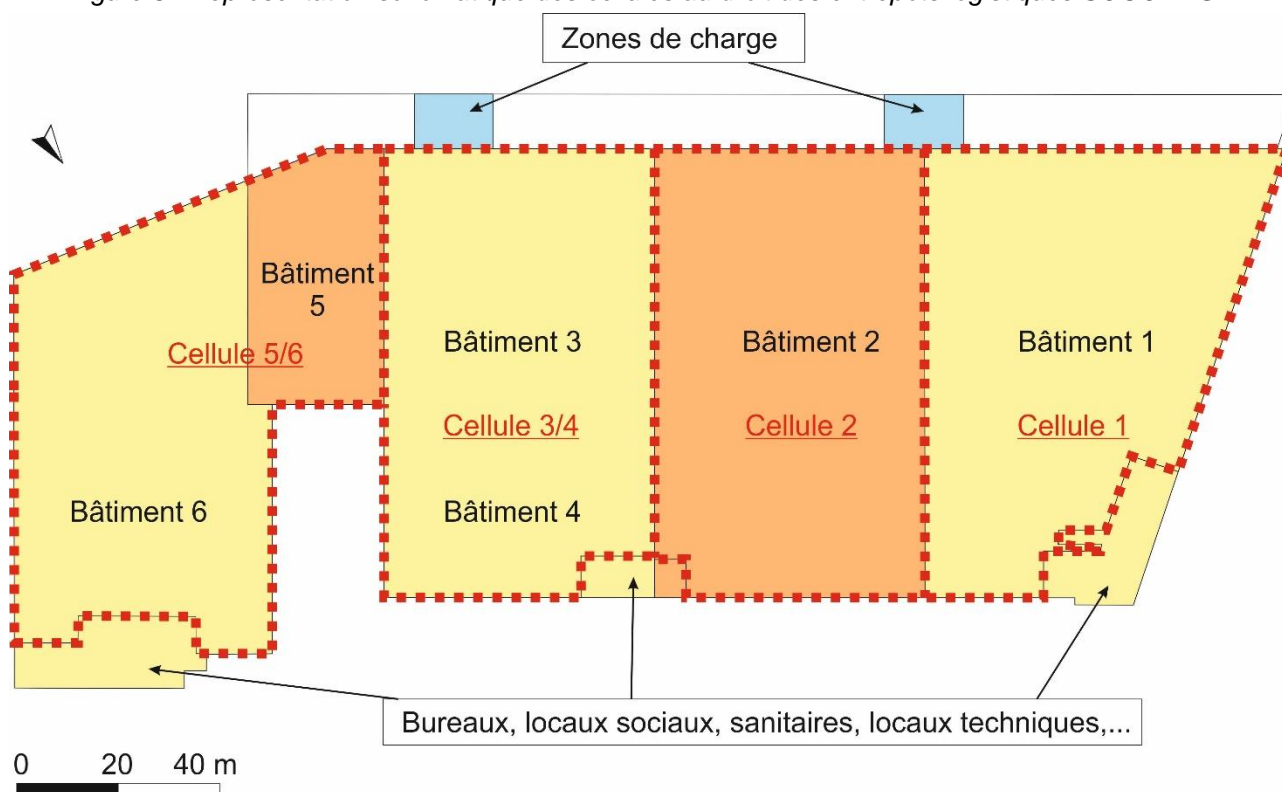 Zones de charge
Bâtiment
5
Bâtiment 3
Bâtiment 2
Bâtiment 1
Cellule 5/6
Cellule 3/4
Cellule 2
Cellule 1
Bâtiment 6
Bâtiment 4
Bureaux, locaux sociaux, sanitaires, locaux techniques,...
0 20 40 m